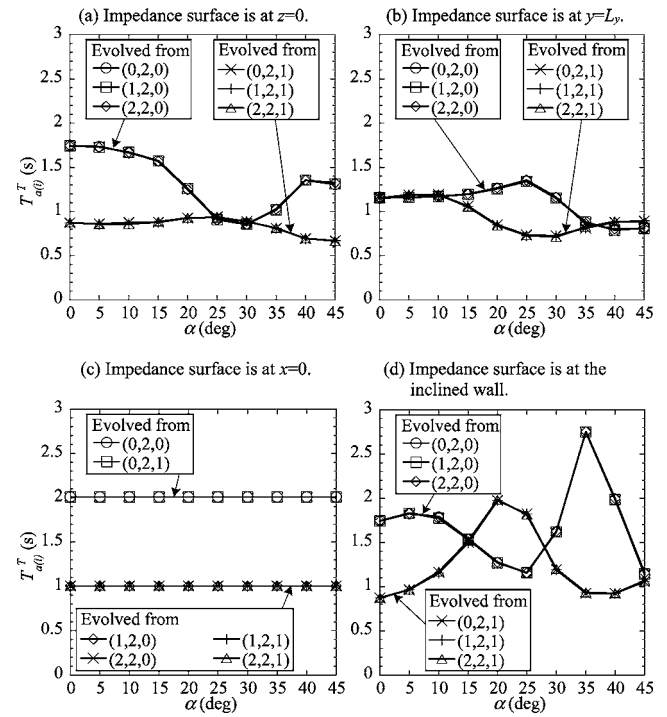 (a) Impedance surface is at z=0.
Evolved from
(0,2,0)
(1,2,0)
(2,2,0)
Evolved from
(0,2,1)
(1,2,1)
(2,2,1)
3
2.5
2
1.5
1
0.5
0
T^T_{a(i)} (s)
0 5 10 15 20 25 30 35 40 45
α (deg)
(b) Impedance surface is at y=L_y.
Evolved from
(0,2,0)
(1,2,0)
(2,2,0)
Evolved from
(0,2,1)
(1,2,1)
(2,2,1)
3
2.5
2
1.5
1
0.5
0
0 5 10 15 20 25 30 35 40 45
α (deg)
(c) Impedance surface is at x=0.
Evolved from
(0,2,0)
(0,2,1)
Evolved from
(1,2,0) (1,2,1)
(2,2,0) (2,2,1)
3
2.5
2
1.5
1
0.5
0
T^T_{a(i)} (s)
0 5 10 15 20 25 30 35 40 45
α (deg)
(d) Impedance surface is at the
inclined wall.
Evolved from
(0,2,0)
(1,2,0)
(2,2,0)
Evolved from
(0,2,1)
(1,2,1)
(2,2,1)
3
2.5
2
1.5
1
0.5
0
0 5 10 15 20 25 30 35 40 45
α (deg)